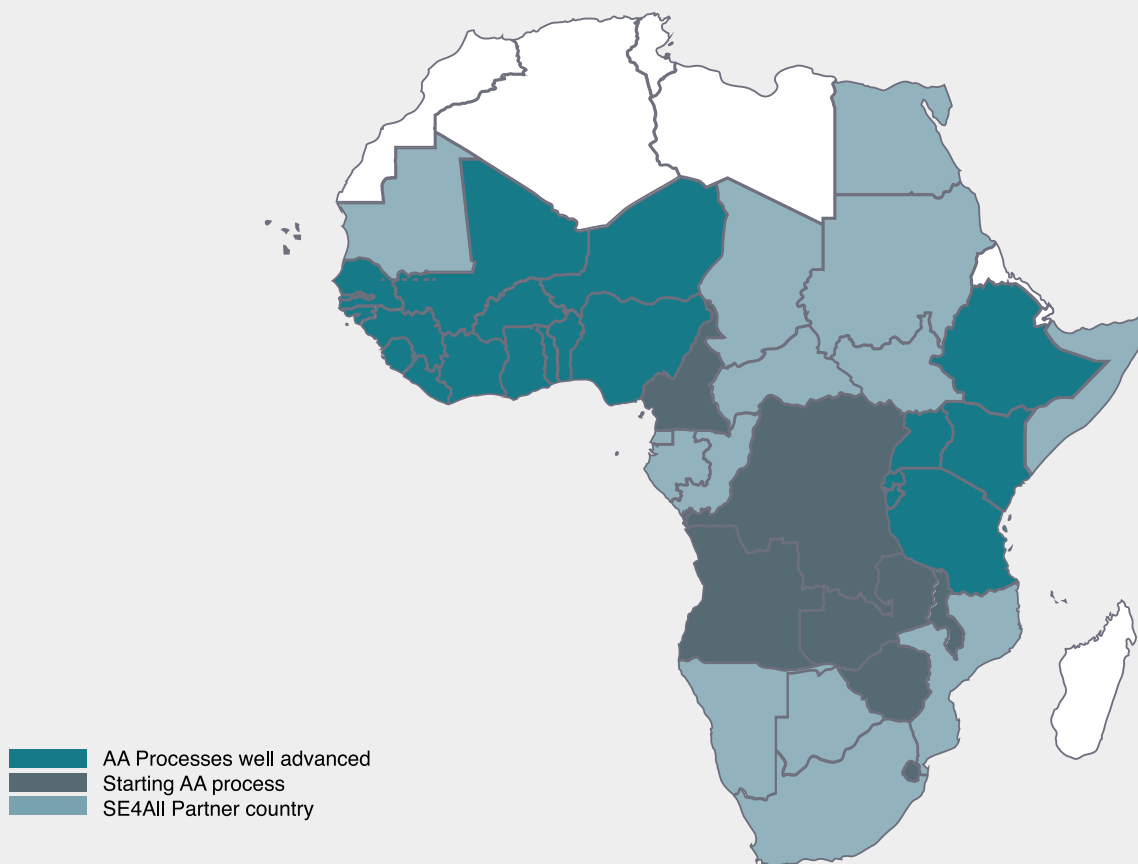 AA Processes well advanced
Starting AA process
SE4All Partner country